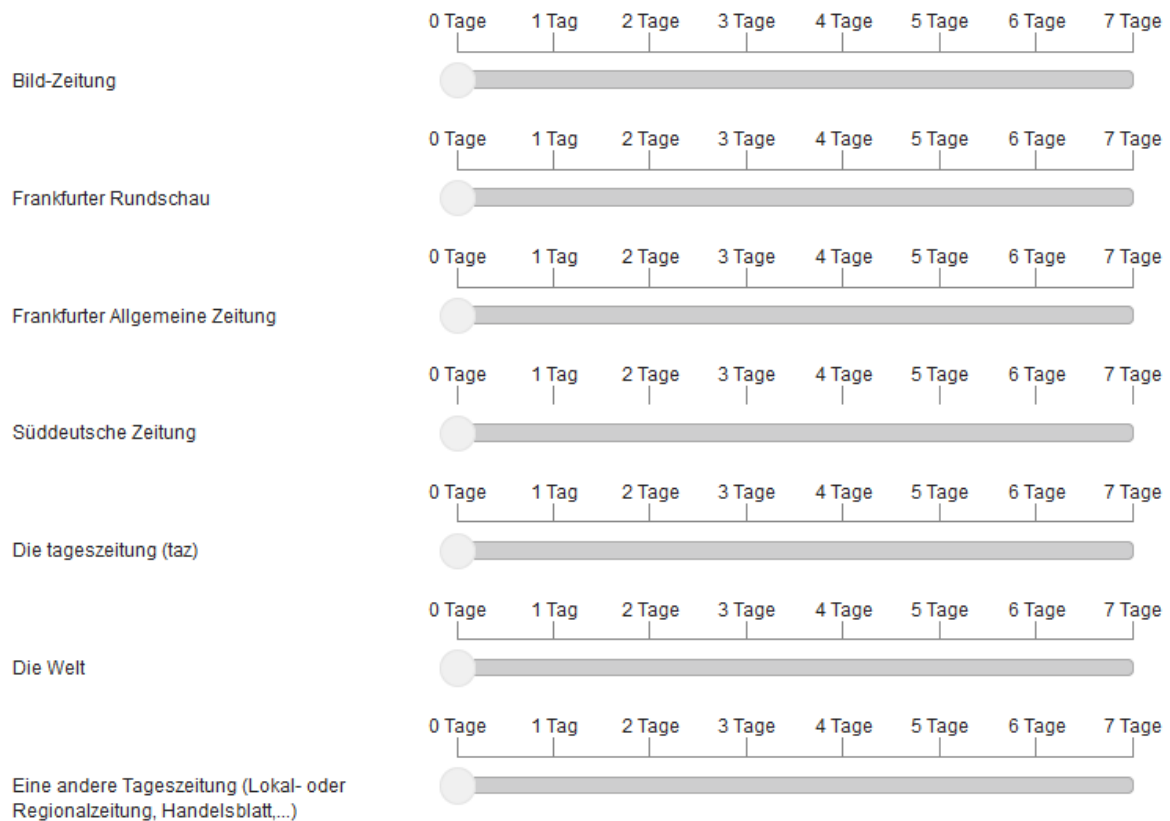 0 Tage 1 Tag 2 Tage 3 Tage 4 Tage 5 Tage 6 Tage 7 Tage
Bild-Zeitung
0 Tage 1 Tag 2 Tage 3 Tage 4 Tage 5 Tage 6 Tage 7 Tage
Frankfurter Rundschau
0 Tage 1 Tag 2 Tage 3 Tage 4 Tage 5 Tage 6 Tage 7 Tage
Frankfurter Allgemeine Zeitung
0 Tage 1 Tag 2 Tage 3 Tage 4 Tage 5 Tage 6 Tage 7 Tage
Süddeutsche Zeitung
0 Tage 1 Tag 2 Tage 3 Tage 4 Tage 5 Tage 6 Tage 7 Tage
Die tageszeitung (taz)
0 Tage 1 Tag 2 Tage 3 Tage 4 Tage 5 Tage 6 Tage 7 Tage
Die Welt
0 Tage 1 Tag 2 Tage 3 Tage 4 Tage 5 Tage 6 Tage 7 Tage
Eine andere Tageszeitung (Lokal- oder
Regionalzeitung, Handelsblatt,...)